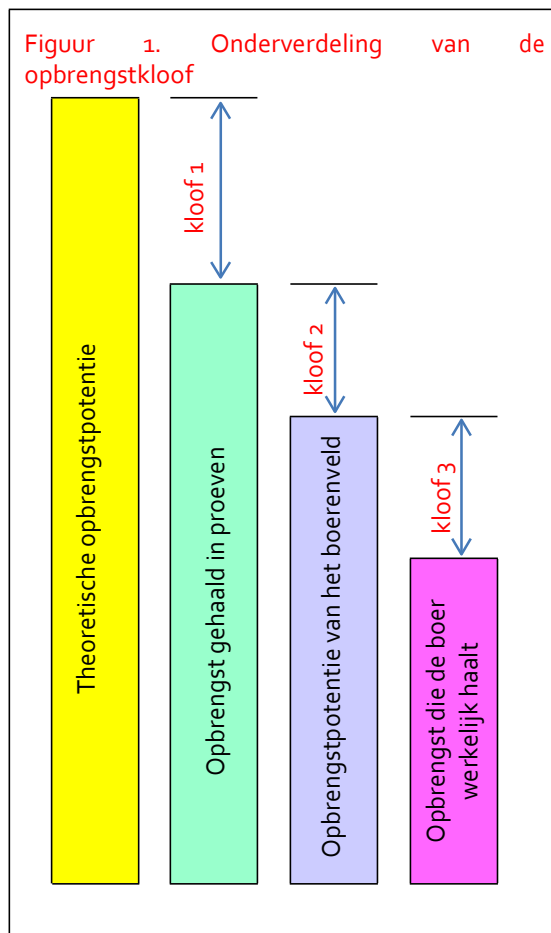 Figuur 1. Onderverdeling van de
opbrengstkloof
kloof 1
kloof 2
kloof 3
Theoretische opbrengstpotentie
Opbrengst gehaald in proeven
Opbrengstpotentie van het boerenveld
Opbrengst die de boer
werkelijk haalt